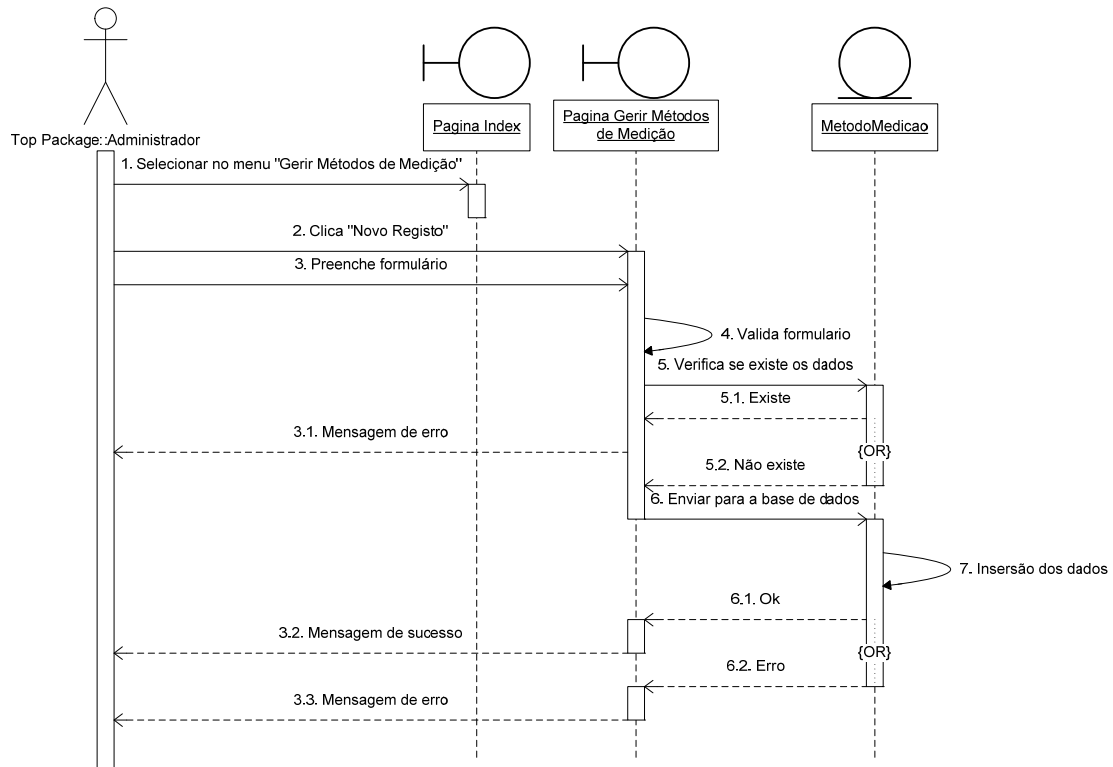 Top Package::Administrador
Pagina Index
Pagina Gerir Métodos
de Medição
MetodoMedicao
1. Selecionar no menu "Gerir Métodos de Medição"
2. Clica "Novo Registo"
3. Preenche formulário
4. Valida formulario
5. Verifica se existe os dados
5.1. Existe
3.1. Mensagem de erro
{OR}
5.2. Não existe
6. Enviar para a base de dados
7. Insersão dos dados
6.1. Ok
3.2. Mensagem de sucesso
{OR}
6.2. Erro
3.3. Mensagem de erro